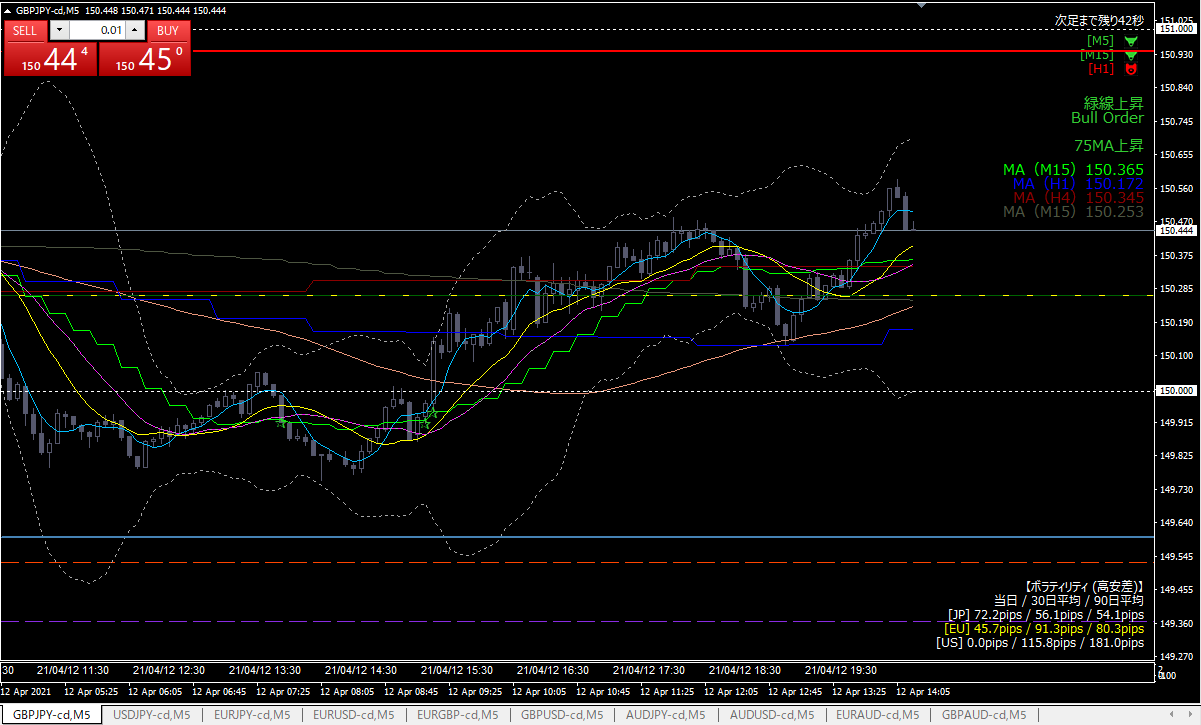 GBPJPY-cd,M5 150.448 150.471 150.444 150.444
SELL 0.01 BUY
150 44 4 150 45 0
次足まで残り42秒
[M5]
[M15]
[H1]
緑線上昇
Bull Order
75MA上昇
MA（M15）150.365
MA（H1）150.172
MA（H4）150.345
MA（M15）150.253
151.025
151.000
150.930
150.840
150.745
150.655
150.560
150.470
150.444
150.375
150.285
150.190
150.100
150.000
149.915
149.825
149.730
149.640
149.545
149.455
149.360
149.270
【ボラティリティ(高安差)】
当日 / 30日平均 / 90日平均
[JP] 72.2pips / 56.1pips / 54.1pips
[EU] 45.7pips / 91.3pips / 80.3pips
[US] 0.0pips / 115.8pips / 181.0pips
:30 21/04/12 11:30 21/04/12 12:30 21/04/12 13:30 21/04/12 14:30 21/04/12 15:30 21/04/12 16:30 21/04/12 17:30 21/04/12 18:30 21/04/12 19:30
12 Apr 2021 12 Apr 05:25 12 Apr 06:05 12 Apr 06:45 12 Apr 07:25 12 Apr 08:05 12 Apr 08:45 12 Apr 09:25 12 Apr 10:05 12 Apr 10:45 12 Apr 11:25 12 Apr 12:05 12 Apr 12:45 12 Apr 13:25 12 Apr 14:05
GBPJPY-cd,M5 USDJPY-cd,M5 EURJPY-cd,M5 EURUSD-cd,M5 EURGBP-cd,M5 GBPUSD-cd,M5 AUDJPY-cd,M5 AUDUSD-cd,M5 EURAUD-cd,M5 GBPAUD-cd,M5